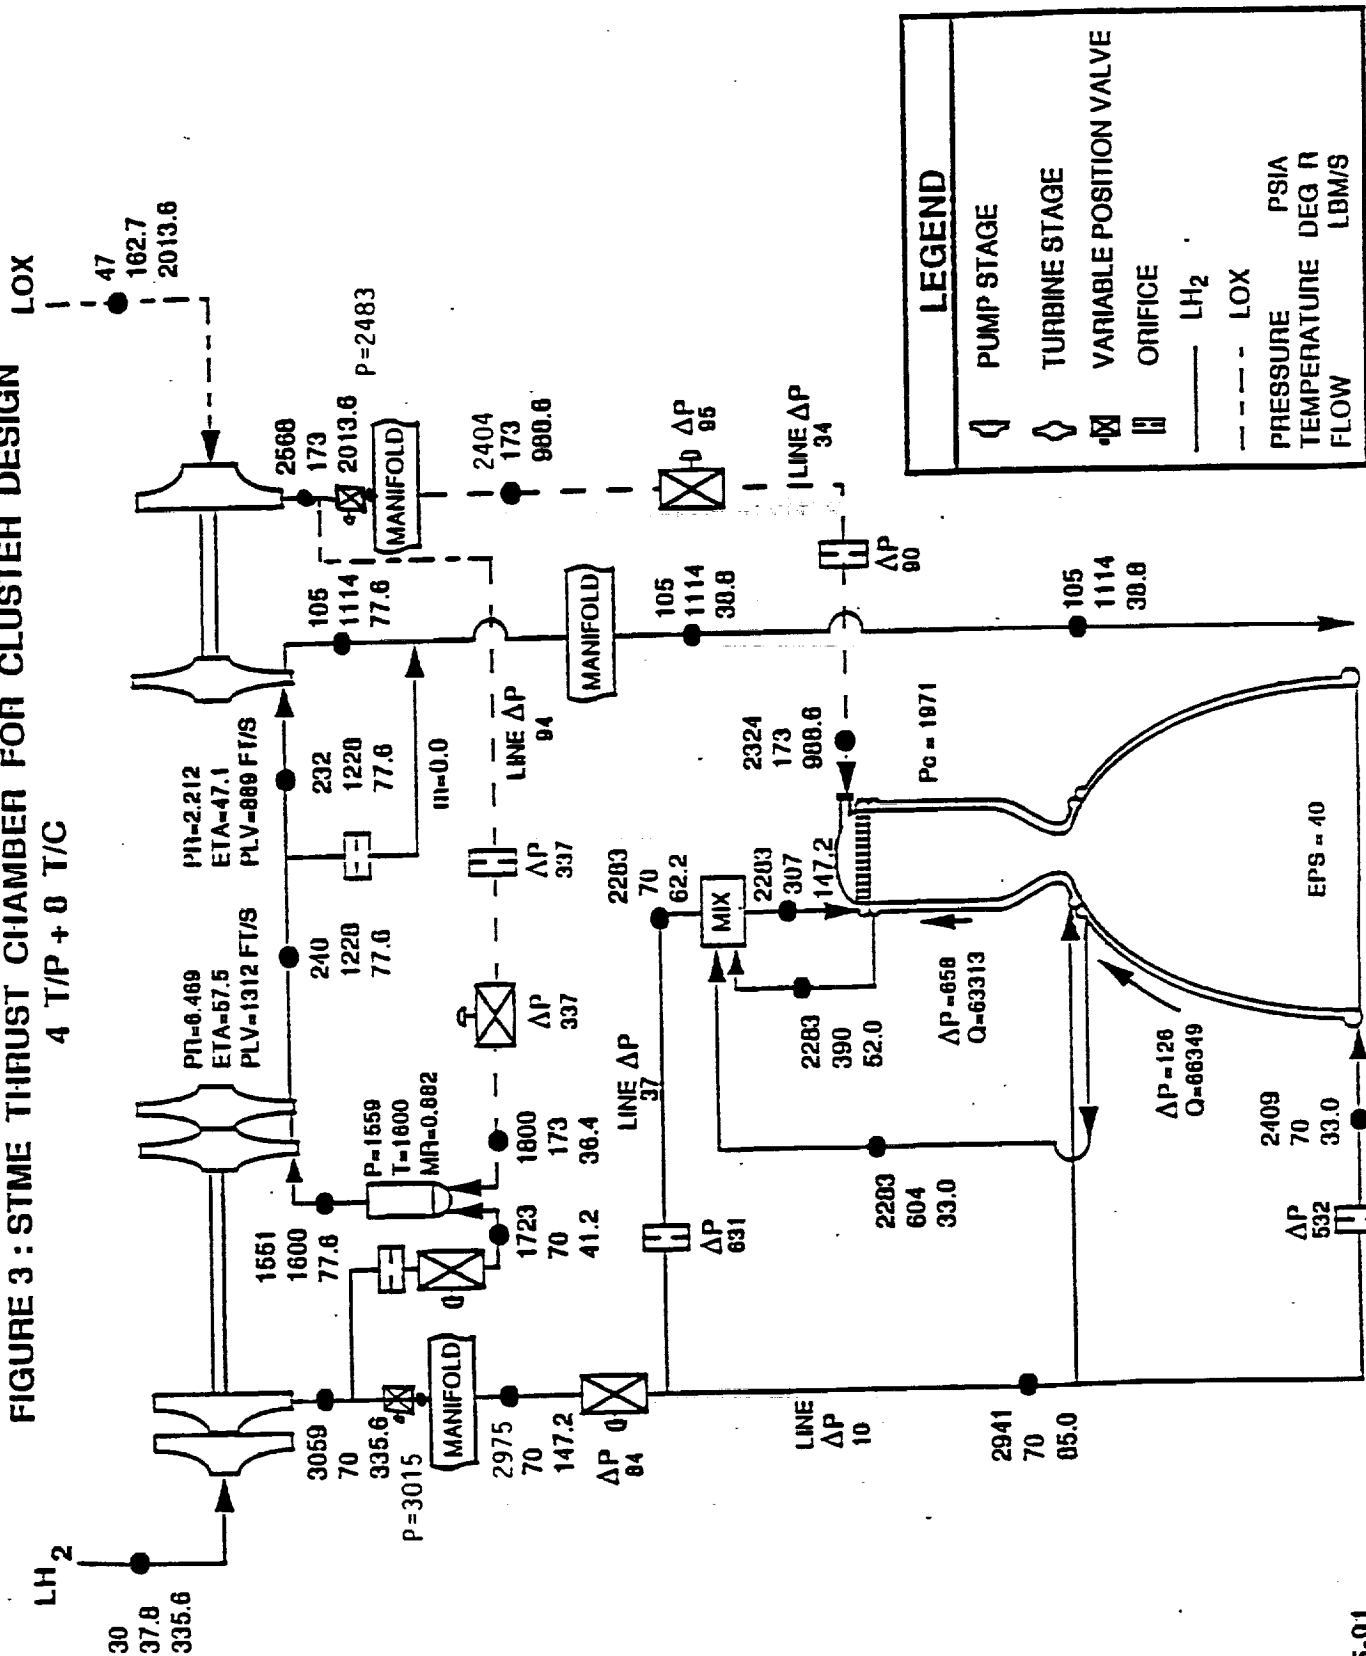 FIGURE 3 : STME THRUST CHAMBER FOR CLUSTER DESIGN
4 T/P + 8 T/C
LH2
30
37.8
335.6
LOX
47
162.7
2013.6
PR=6.469
ETA=57.5
PLV=1312 FT/S
PR=2.212
ETA=47.1
PLV=889 FT/S
1551
1600
77.6
240
1228
77.6
232
1228
77.6
m=0.0
105
1114
77.6
2568
173
2013.6
P=2483
MANIFOLD
3059
70
335.6
P=3015
MANIFOLD
P=1559
T=1600
MR=0.882
1723
70
41.2
1800
173
36.4
ΔP
337
ΔP
337
LINE ΔP
94
MANIFOLD
2404
173
988.6
ΔP
95
LINE ΔP
34
ΔP
90
105
1114
38.8
2975
70
147.2
ΔP
84
LINE
ΔP
10
2941
70
85.0
ΔP
631
LINE ΔP
37
2283
70
62.2
MIX
2283
307
147.2
2283
390
52.0
2283
604
33.0
2324
173
988.6
Pc = 1971
ΔP=658
Q=63313
ΔP=126
Q=66349
EPS = 40
ΔP
532
2409
70
33.0
105
1114
38.8
LEGEND
PUMP STAGE
TURBINE STAGE
VARIABLE POSITION VALVE
ORIFICE
LH2
LOX
PRESSURE PSIA
TEMPERATURE DEG R
FLOW LBM/S